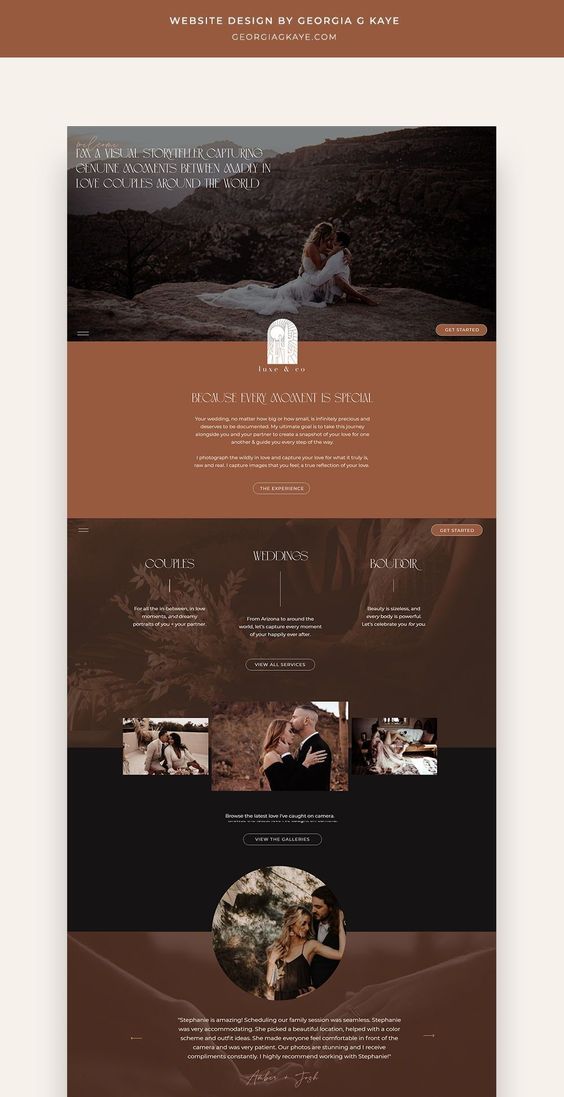 WEBSITE DESIGN BY GEORGIA G KAYE
GEORGIAGKAYE.COM
welcome
I'M A VISUAL STORYTELLER CAPTURING
GENUINE MOMENTS BETWEEN MADLY IN
LOVE COUPLES AROUND THE WORLD
GET STARTED
luxe & co
BECAUSE EVERY MOMENT IS SPECIAL
Your wedding, no matter how big or how small, is infinitely precious and
deserves to be documented. My ultimate goal is to take this journey
alongside you and your partner to create a snapshot of your love for one
another & guide you every step of the way.
I photograph the wildly in love and capture your love for what it truly is,
raw and real. I capture images that you feel; a true reflection of your love.
THE EXPERIENCE
GET STARTED
COUPLES
For all the in-between, in love
moments, and dreamy
portraits of you + your partner.
WEDDINGS
From Arizona to around the
world, let's capture every moment
of your happily ever after.
BOUDOIR
Beauty is sizeless, and
every body is powerful.
Let's celebrate you for you.
VIEW ALL SERVICES
Browse the latest love I've caught on camera.
Browse the latest love I've caught on camera.
VIEW THE GALLERIES
"Stephanie is amazing! Scheduling our family session was seamless. Stephanie
was very accommodating. She picked a beautiful location, helped with a color
scheme and outfit ideas. She made everyone feel comfortable in front of the
camera and was very patient. Our photos are stunning and I receive
compliments constantly. I highly recommend working with Stephanie!"
Amber + Josh